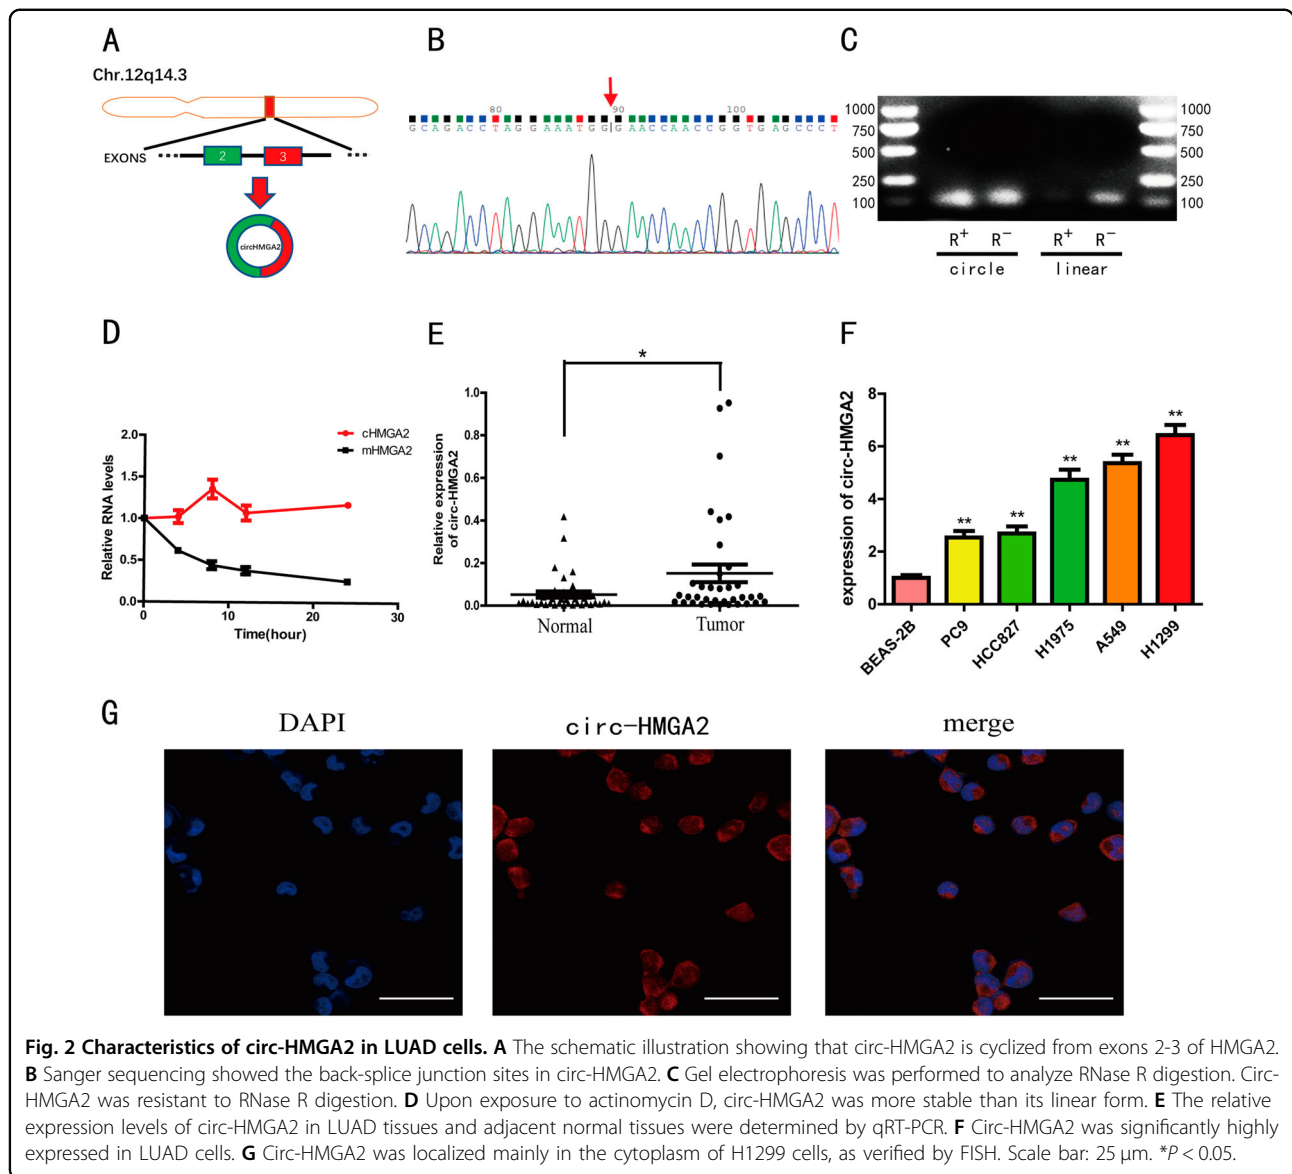 A
Chr.12q14.3
EXONS
2
3
circHMGA2
B
80
90
100
GCAGACCTAGGAAATGG|GAACCAACCGGTGAGCCCT
C
1000
750
500
250
100
1000
750
500
250
100
R+ R− R+ R−
circle linear
D
cHMGA2
mHMGA2
Relative RNA levels
2.0
1.5
1.0
0.5
0.0
0 10 20 30
Time(hour)
E
*
Relative expression
of circ-HMGA2
1.0
0.8
0.6
0.4
0.2
0.0
Normal Tumor
F
expression of circ-HMGA2
8
6
4
2
0
** ** ** ** **
BEAS-2B PC9 HCC827 H1975 A549 H1299
G
DAPI circ-HMGA2 merge
Fig. 2 Characteristics of circ-HMGA2 in LUAD cells. A The schematic illustration showing that circ-HMGA2 is cyclized from exons 2-3 of HMGA2.
B Sanger sequencing showed the back-splice junction sites in circ-HMGA2. C Gel electrophoresis was performed to analyze RNase R digestion. Circ-
HMGA2 was resistant to RNase R digestion. D Upon exposure to actinomycin D, circ-HMGA2 was more stable than its linear form. E The relative
expression levels of circ-HMGA2 in LUAD tissues and adjacent normal tissues were determined by qRT-PCR. F Circ-HMGA2 was significantly highly
expressed in LUAD cells. G Circ-HMGA2 was localized mainly in the cytoplasm of H1299 cells, as verified by FISH. Scale bar: 25 μm. *P < 0.05.